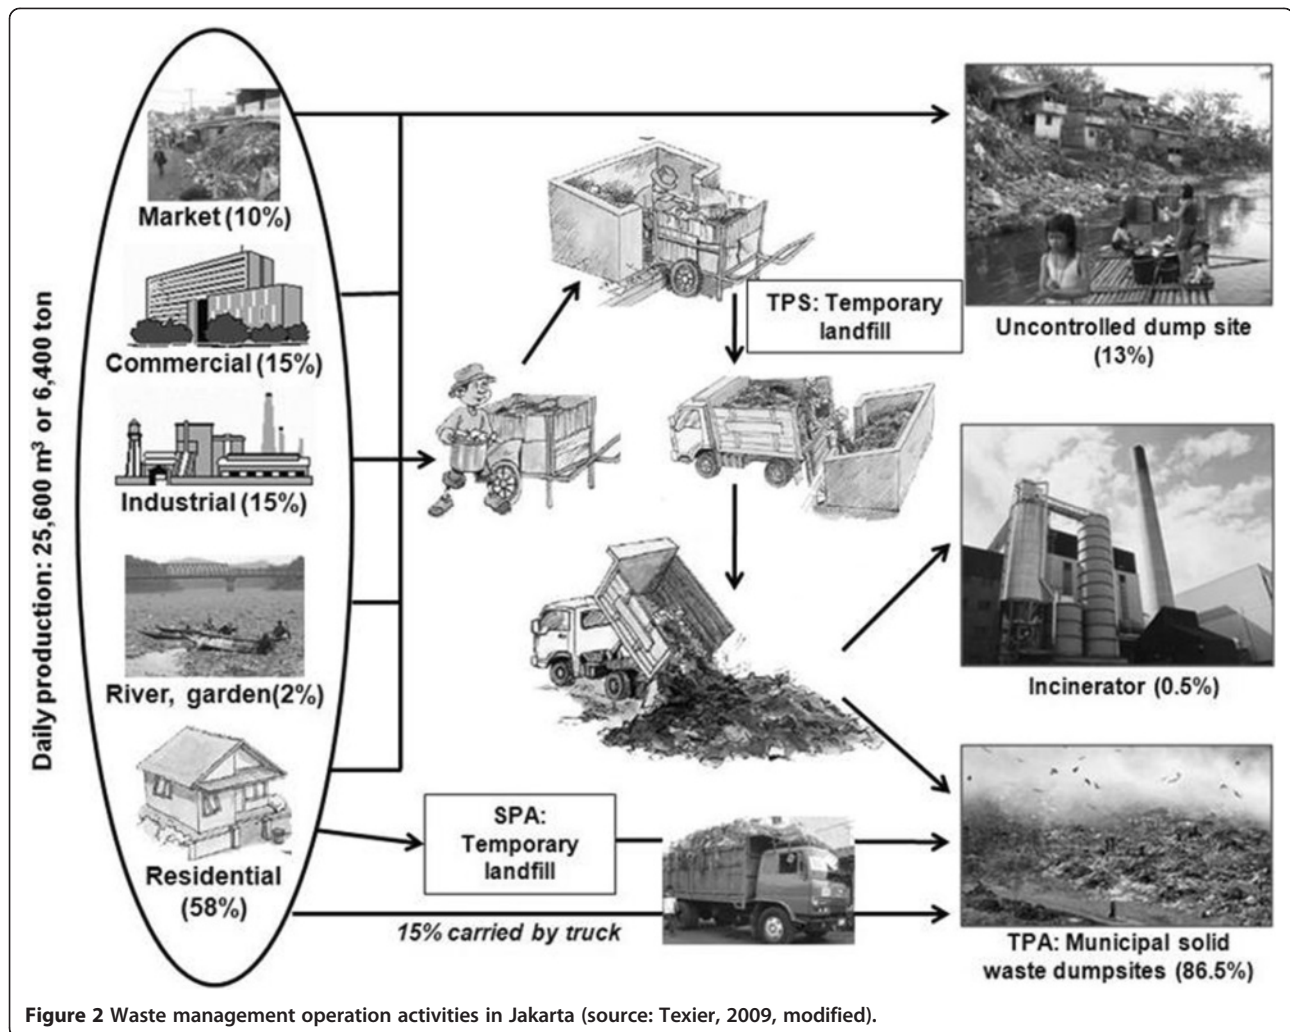 Daily production: 25,600 m³ or 6,400 ton
Market (10%)
Commercial (15%)
Industrial (15%)
River, garden(2%)
Residential
(58%)
TPS: Temporary
landfill
SPA:
Temporary
landfill
15% carried by truck
Uncontrolled dump site
(13%)
Incinerator (0.5%)
TPA: Municipal solid
waste dumpsites (86.5%)
Figure 2 Waste management operation activities in Jakarta (source: Texier, 2009, modified).